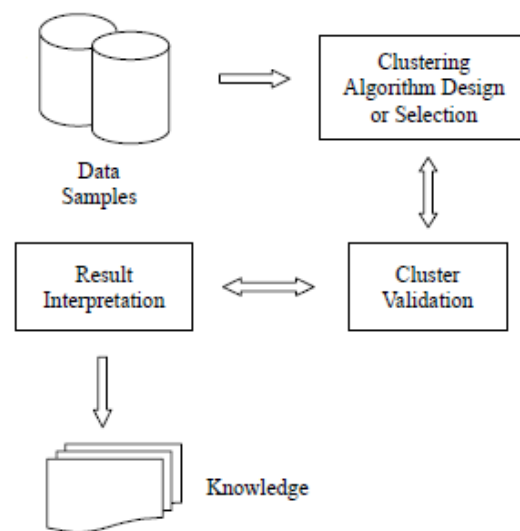 Clustering
Algorithm Design
or Selection
Data
Samples
Cluster
Validation
Result
Interpretation
Knowledge